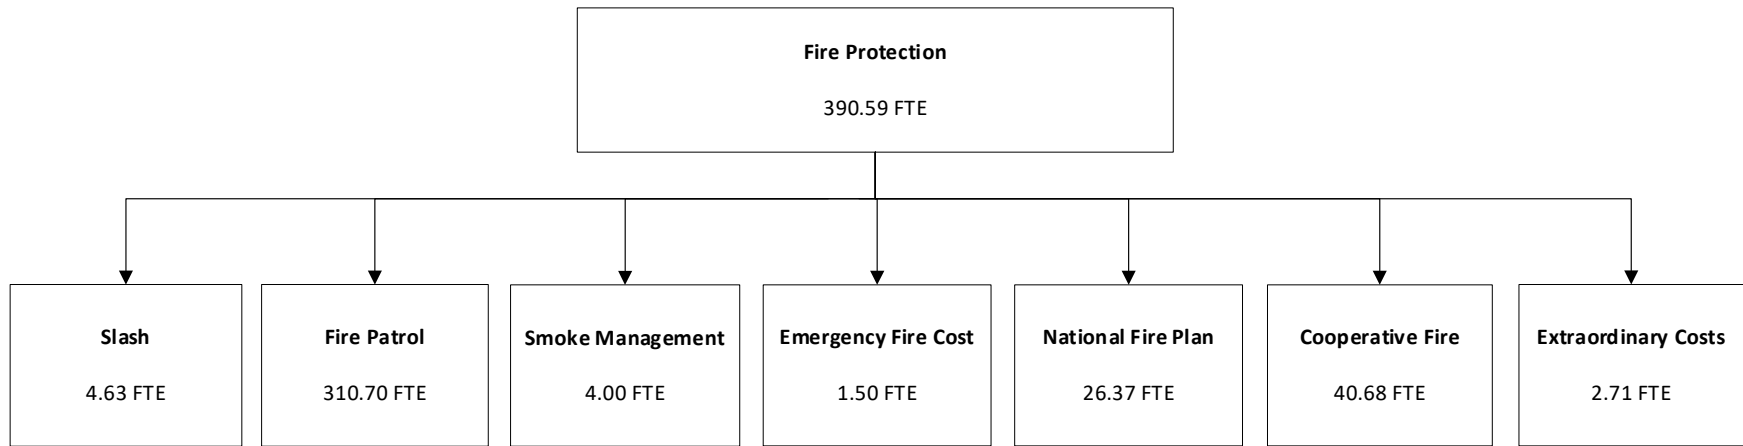 Fire Protection
390.59 FTE
Slash
4.63 FTE
Fire Patrol
310.70 FTE
Smoke Management
4.00 FTE
Emergency Fire Cost
1.50 FTE
National Fire Plan
26.37 FTE
Cooperative Fire
40.68 FTE
Extraordinary Costs
2.71 FTE